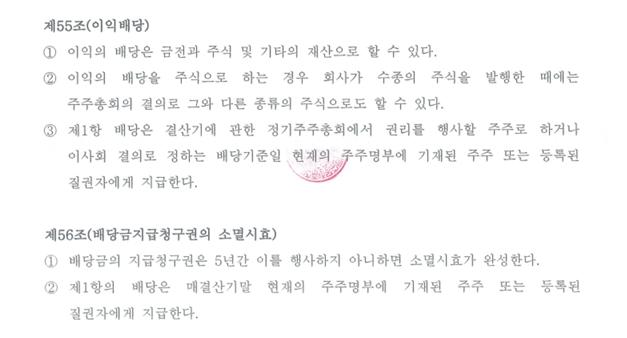 제55조(이익배당)
① 이익의 배당은 금전과 주식 및 기타의 재산으로 할 수 있다.
② 이익의 배당을 주식으로 하는 경우 회사가 수종의 주식을 발행한 때에는
주주총회의 결의로 그와 다른 종류의 주식으로도 할 수 있다.
③ 제1항 배당은 결산기에 관한 정기주주총회에서 권리를 행사할 주주로 하거나
이사회 결의로 정하는 배당기준일 현재의 주주명부에 기재된 주주 또는 등록된
질권자에게 지급한다.
제56조(배당금지급청구권의 소멸시효)
① 배당금의 지급청구권은 5년간 이를 행사하지 아니하면 소멸시효가 완성한다.
② 제1항의 배당은 매결산기말 현재의 주주명부에 기재된 주주 또는 등록된
질권자에게 지급한다.